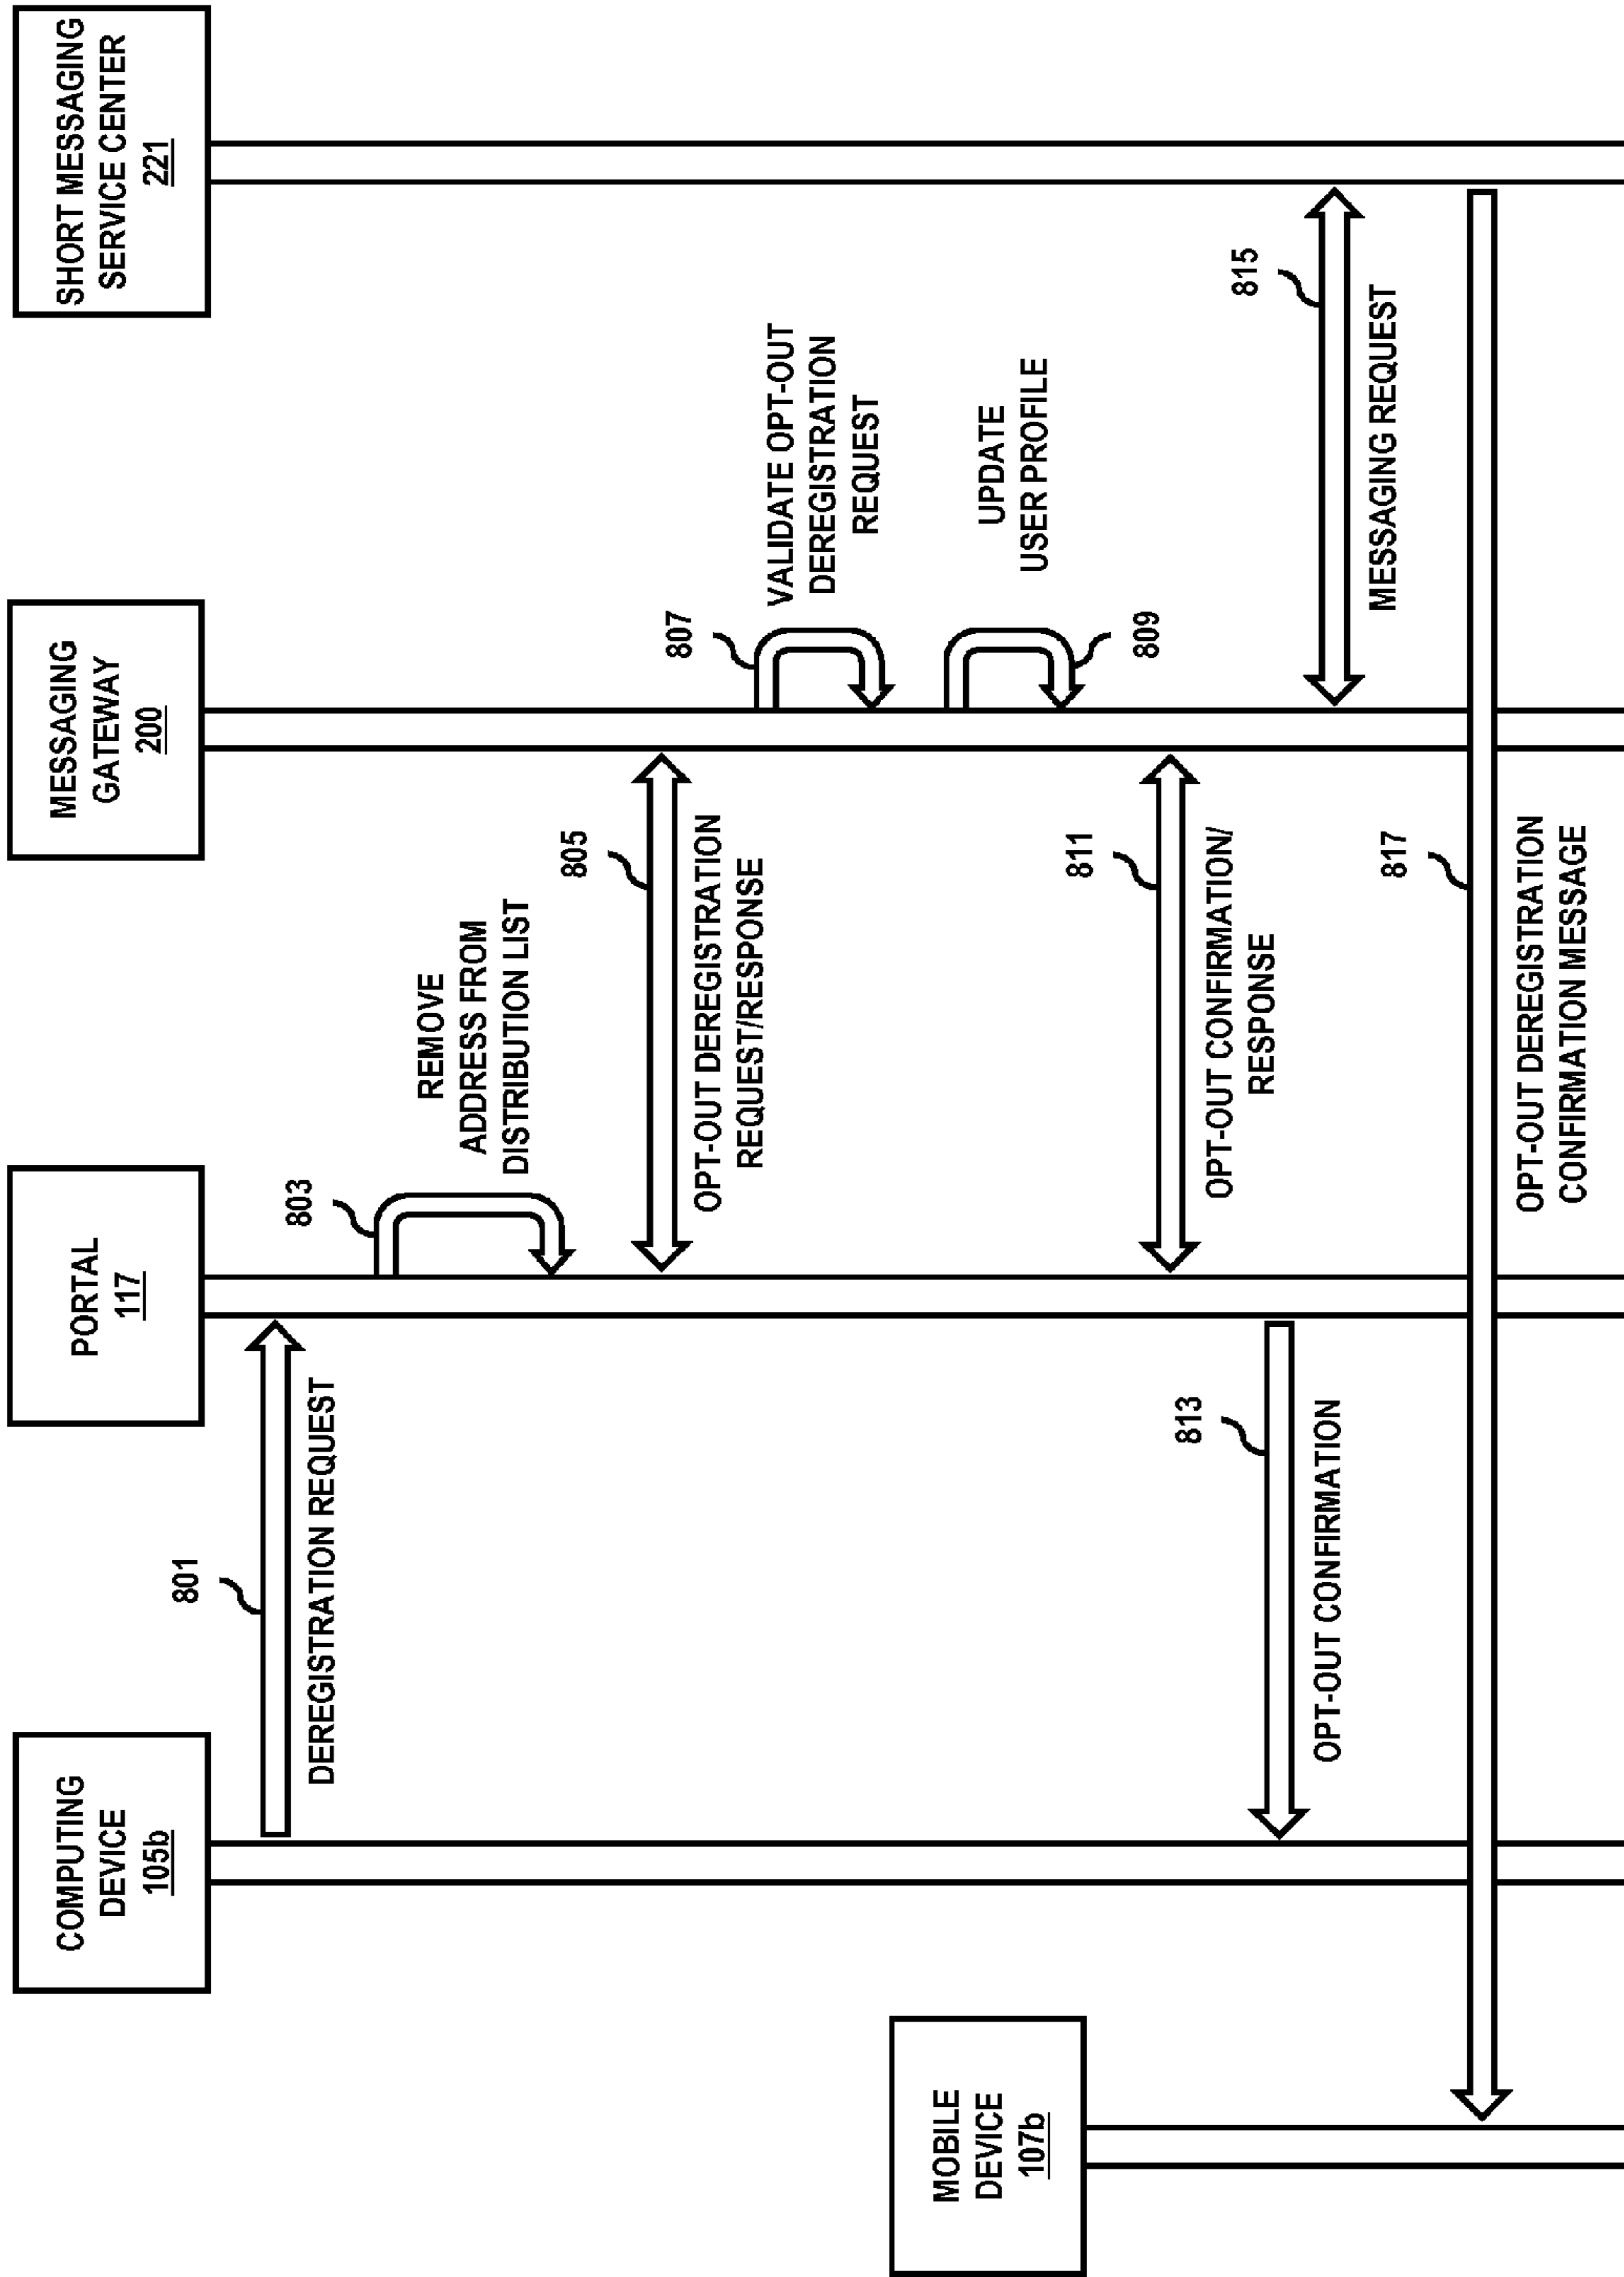 MOBILE
DEVICE
107b
COMPUTING
DEVICE
105b
PORTAL
117
MESSAGING
GATEWAY
200
SHORT MESSAGING
SERVICE CENTER
221
801
DEREGISTRATION REQUEST
803
REMOVE
ADDRESS FROM
DISTRIBUTION LIST
805
OPT-OUT DEREGISTRATION
REQUEST/RESPONSE
807
VALIDATE OPT-OUT
DEREGISTRATION
REQUEST
UPDATE
USER PROFILE
809
811
OPT-OUT CONFIRMATION/
RESPONSE
813
OPT-OUT CONFIRMATION
815
MESSAGING REQUEST
817
OPT-OUT DEREGISTRATION
CONFIRMATION MESSAGE